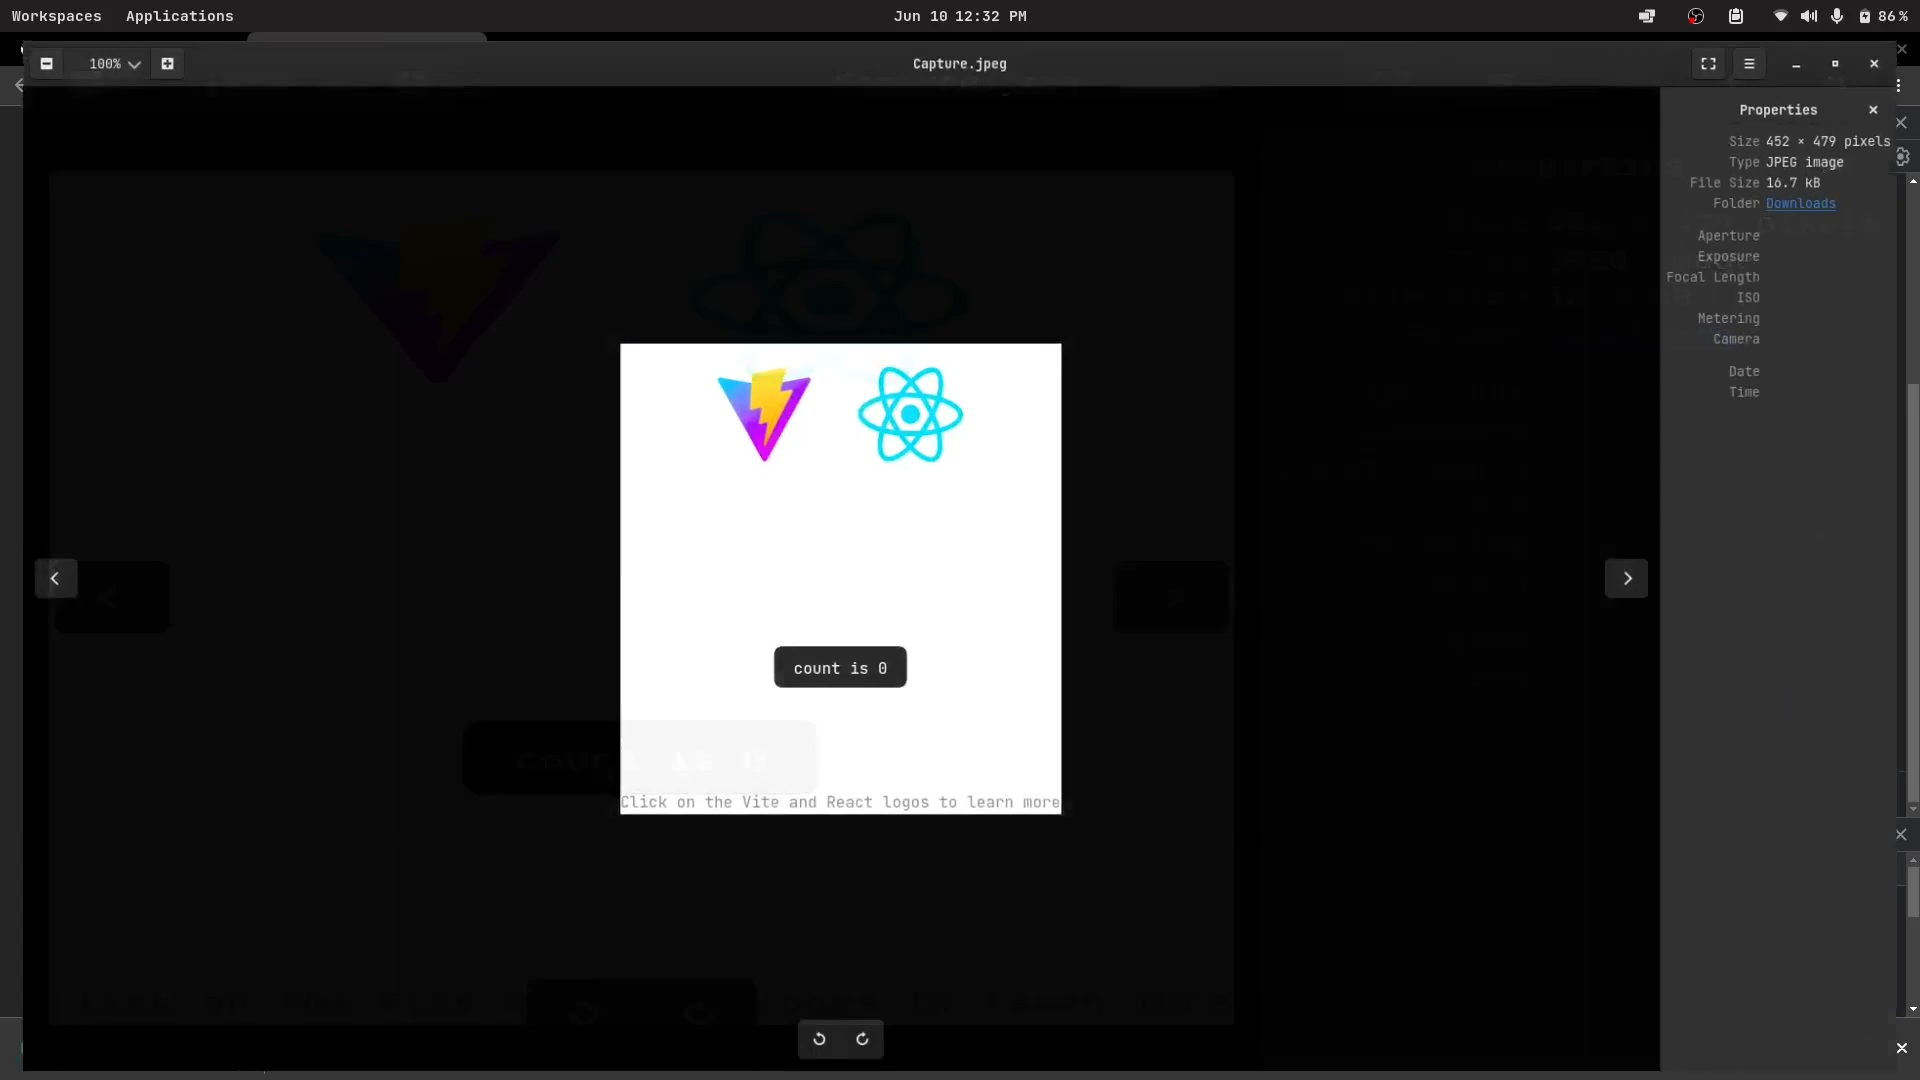 Workspaces Applications Jun 10 12:32 PM 86%
100% Capture.jpeg
Properties
Size 452 × 479 pixels
Type JPEG image
File Size 16.7 kB
Folder Downloads
Aperture
Exposure
Focal Length
ISO
Metering
Camera
Date
Time
count is 0
Click on the Vite and React logos to learn more